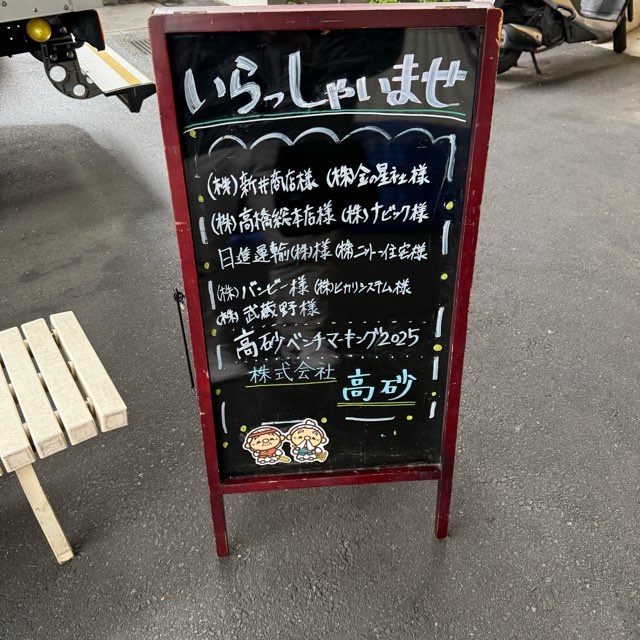 いらっしゃいませ
(株)新井商店様 (株)金の星社様
(株)高橋総本店様 (株)ナビック様
日進運輸(株)様 (株)ニットー住宅様
(株)バンビー様 (株)ヒカリシステム様
(株)武蔵野様
高砂ベンチマーキング2025
株式会社 高砂